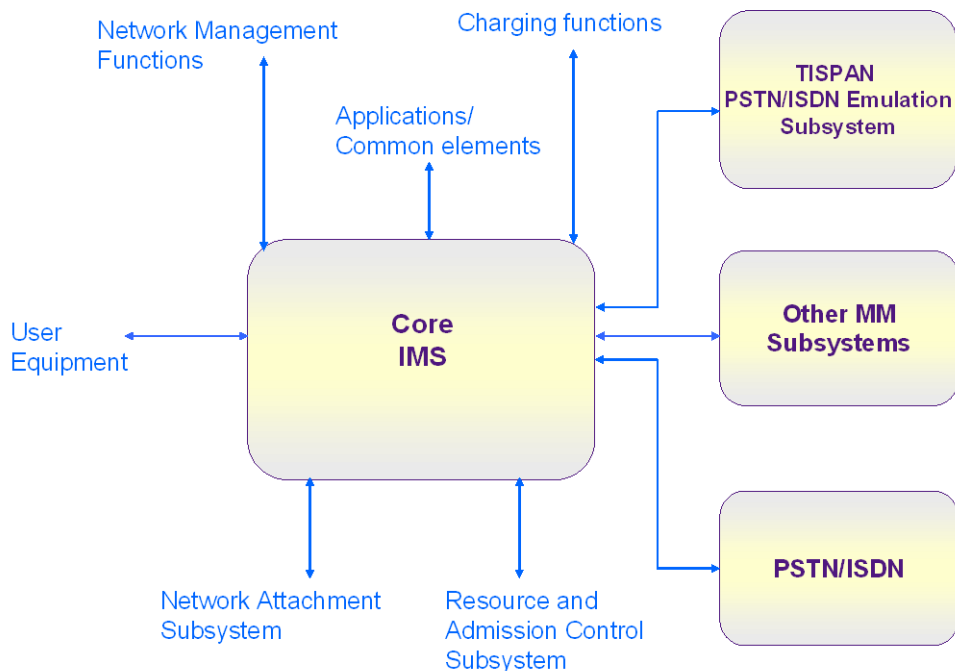 Network Management
Functions
Charging functions
Applications/
Common elements
TISPAN
PSTN/ISDN Emulation
Subsystem
User
Equipment
Core
IMS
Other MM
Subsystems
Network Attachment
Subsystem
Resource and
Admission Control
Subsystem
PSTN/ISDN